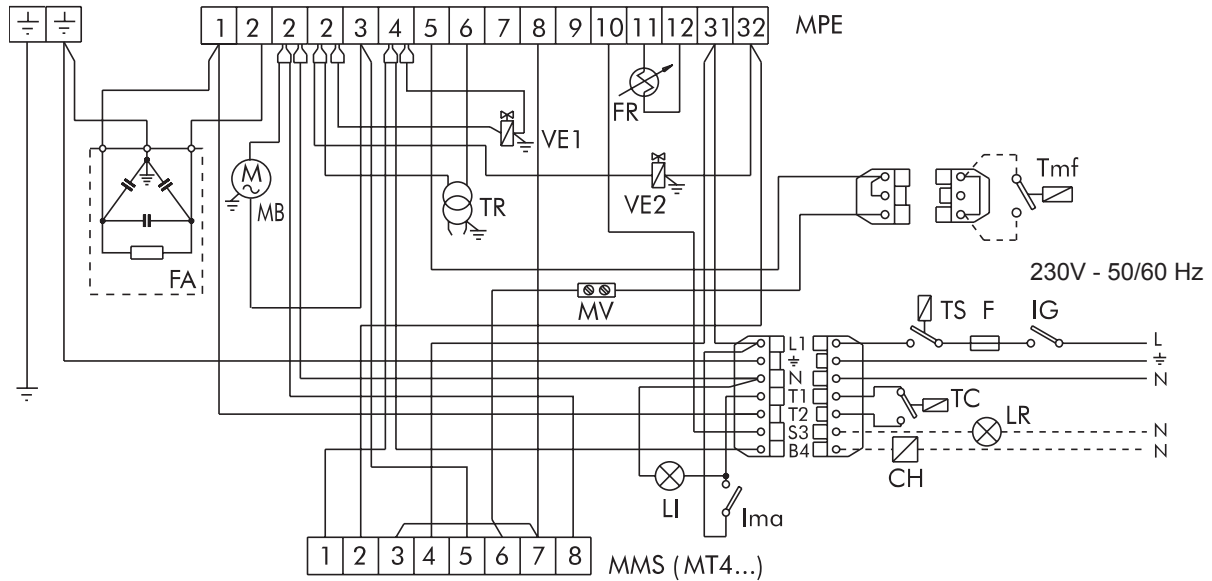 1 2 2 2 3 4 5 6 7 8 9 10 11 12 31 32 MPE
FR
VE1
VE2
M
MB
TR
FA
MV
Tmf
230V - 50/60 Hz
TS F IG
L1 L
N N
T1 TC
T2
S3 LR N
B4 N
CH
LI
Ima
1 2 3 4 5 6 7 8 MMS (MT4...)